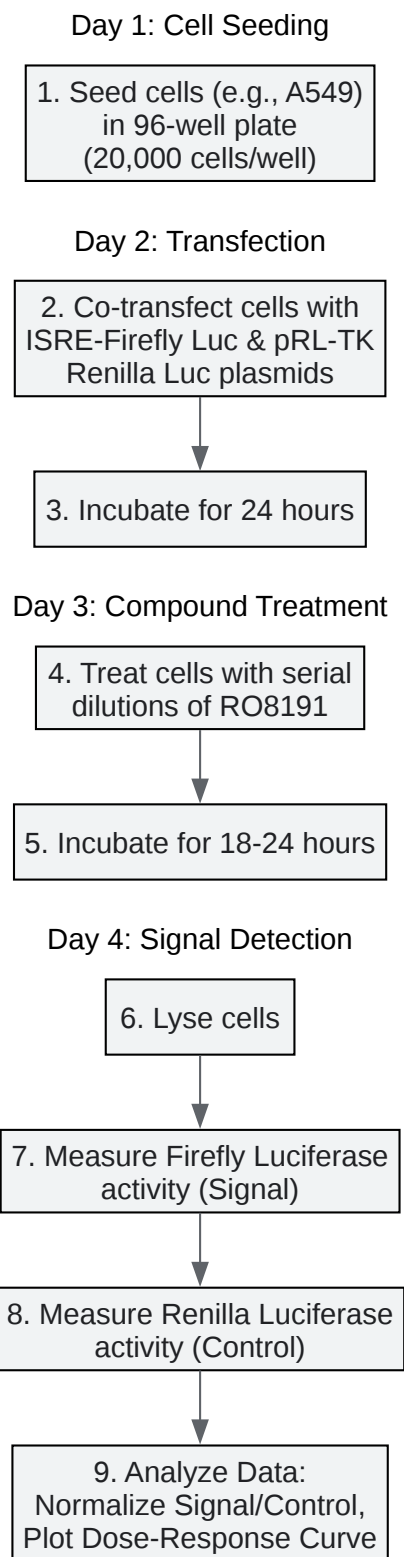 Day 1: Cell Seeding
1. Seed cells (e.g., A549)
in 96-well plate
(20,000 cells/well)
Day 2: Transfection
2. Co-transfect cells with
ISRE-Firefly Luc & pRL-TK
Renilla Luc plasmids
3. Incubate for 24 hours
Day 3: Compound Treatment
4. Treat cells with serial
dilutions of RO8191
5. Incubate for 18-24 hours
Day 4: Signal Detection
6. Lyse cells
7. Measure Firefly Luciferase
activity (Signal)
8. Measure Renilla Luciferase
activity (Control)
9. Analyze Data:
Normalize Signal/Control,
Plot Dose-Response Curve